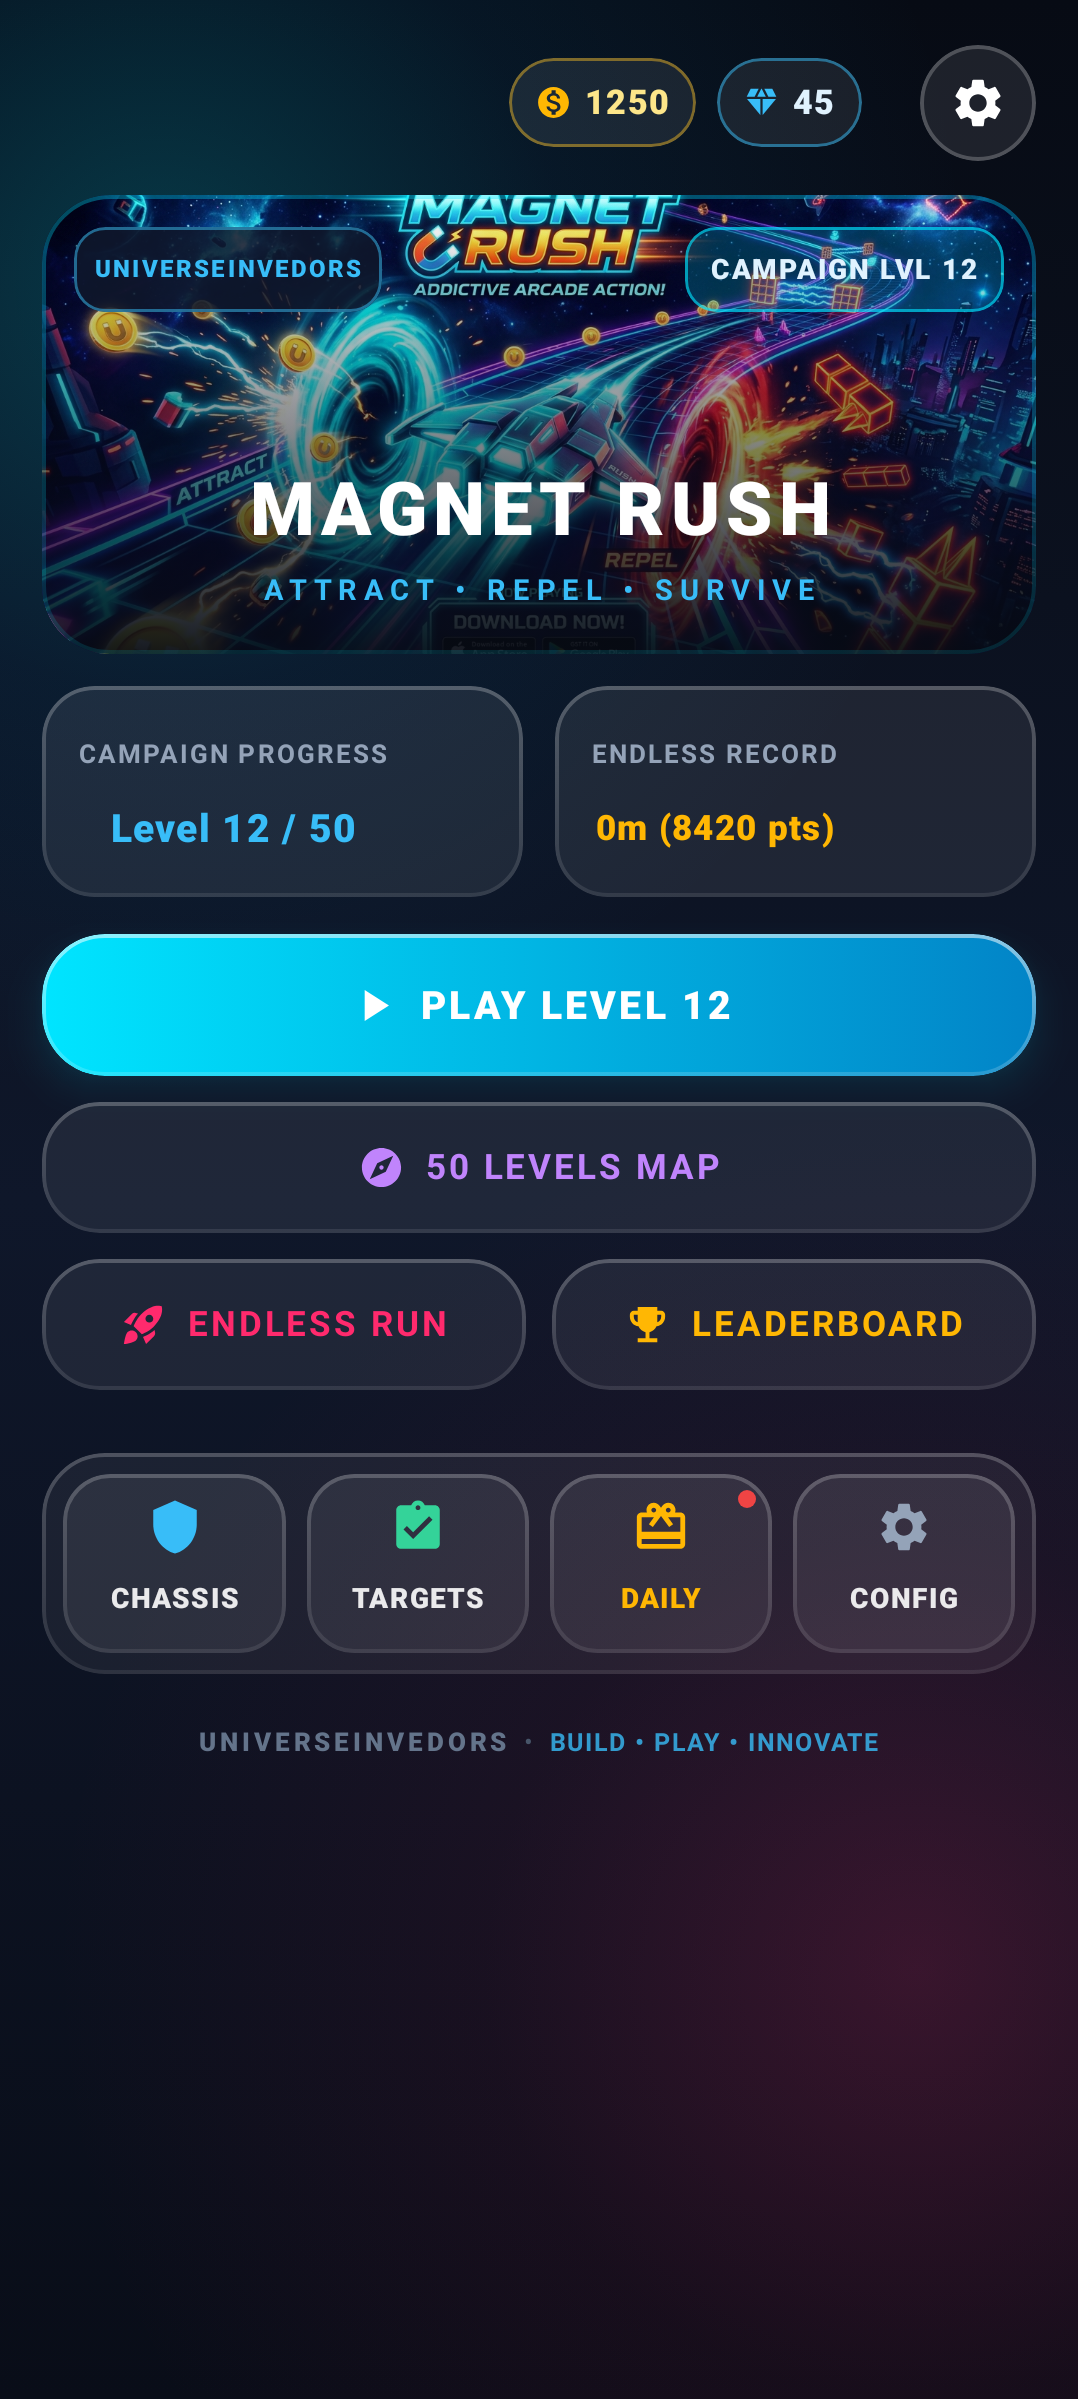 1250
45
MAGNET
RUSH
ADDICTIVE ARCADE ACTION!
UNIVERSEINVEDORS
CAMPAIGN LVL 12
ATTRACT
MAGNET RUSH
REPEL
ATTRACT • REPEL • SURVIVE
DOWNLOAD NOW!
CAMPAIGN PROGRESS
Level 12 / 50
ENDLESS RECORD
0m (8420 pts)
PLAY LEVEL 12
50 LEVELS MAP
ENDLESS RUN
LEADERBOARD
CHASSIS
TARGETS
DAILY
CONFIG
UNIVERSEINVEDORS • BUILD • PLAY • INNOVATE